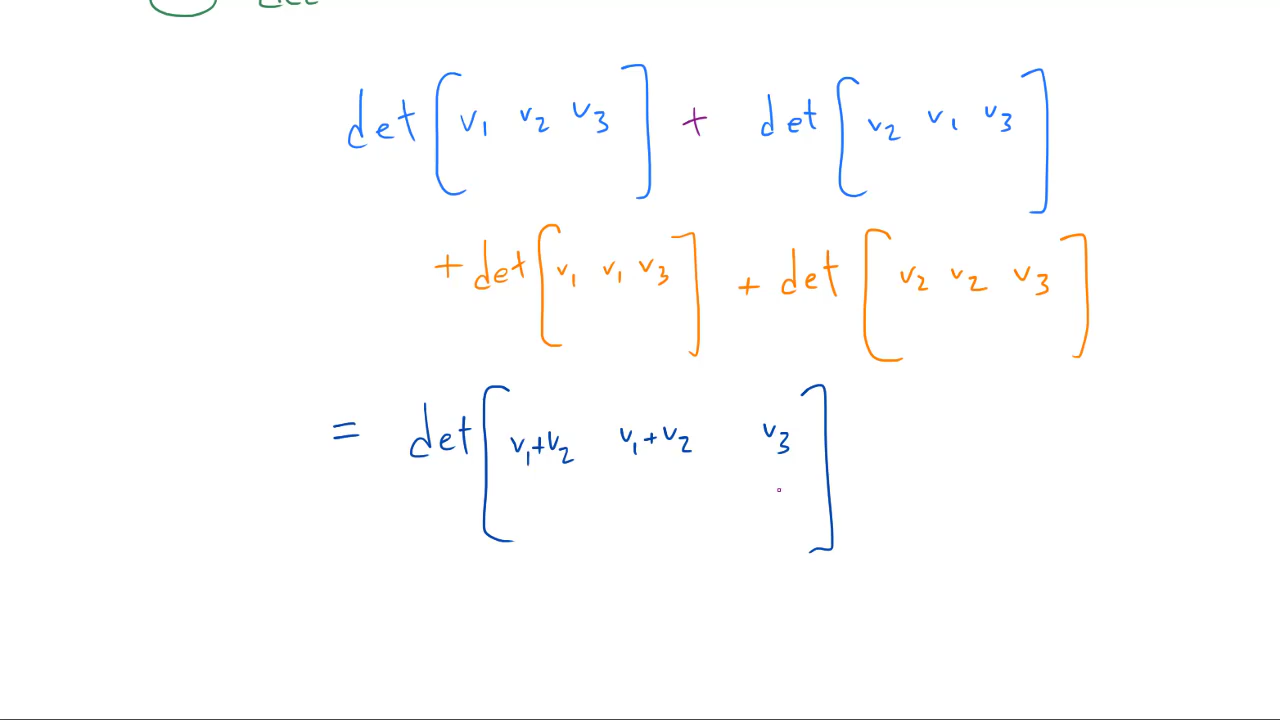 det [ v₁ v₂ v₃ ] + det [ v₂ v₁ v₃ ]
+ det [ v₁ v₁ v₃ ] + det [ v₂ v₂ v₃ ]
= det [ v₁+v₂ v₁+v₂ v₃ ]